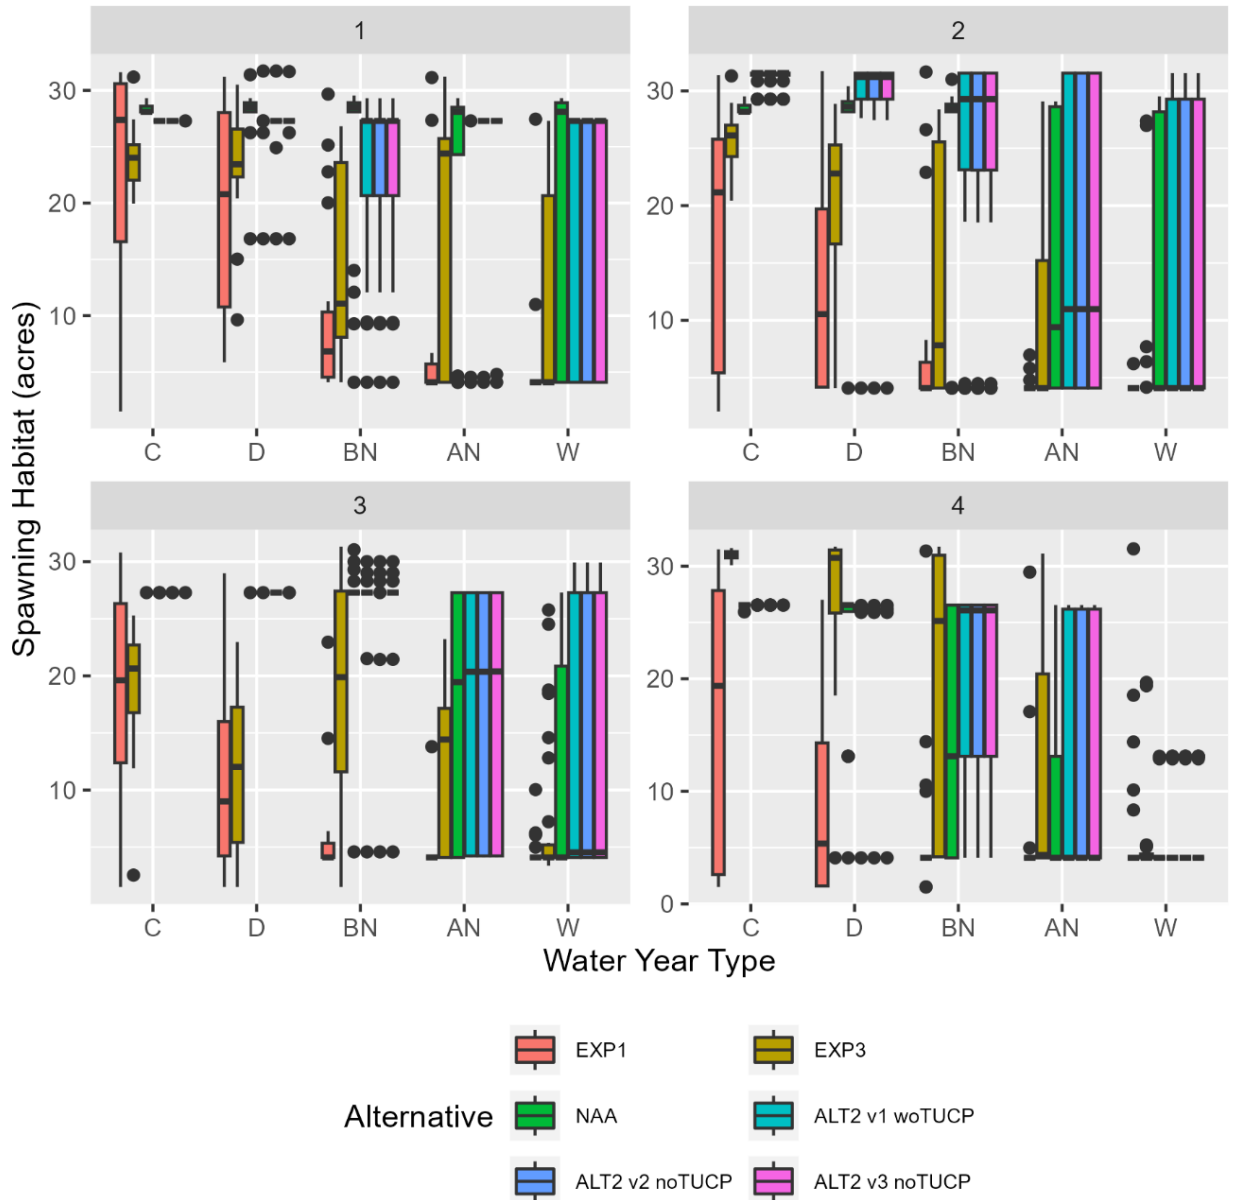 1
2
30
20
10
30
20
10
C D BN AN W
C D BN AN W
3
4
30
20
10
30
20
10
0
C D BN AN W
C D BN AN W
Spawning Habitat (acres)
Water Year Type
Alternative
EXP1
EXP3
NAA
ALT2 v1 woTUCP
ALT2 v2 noTUCP
ALT2 v3 noTUCP